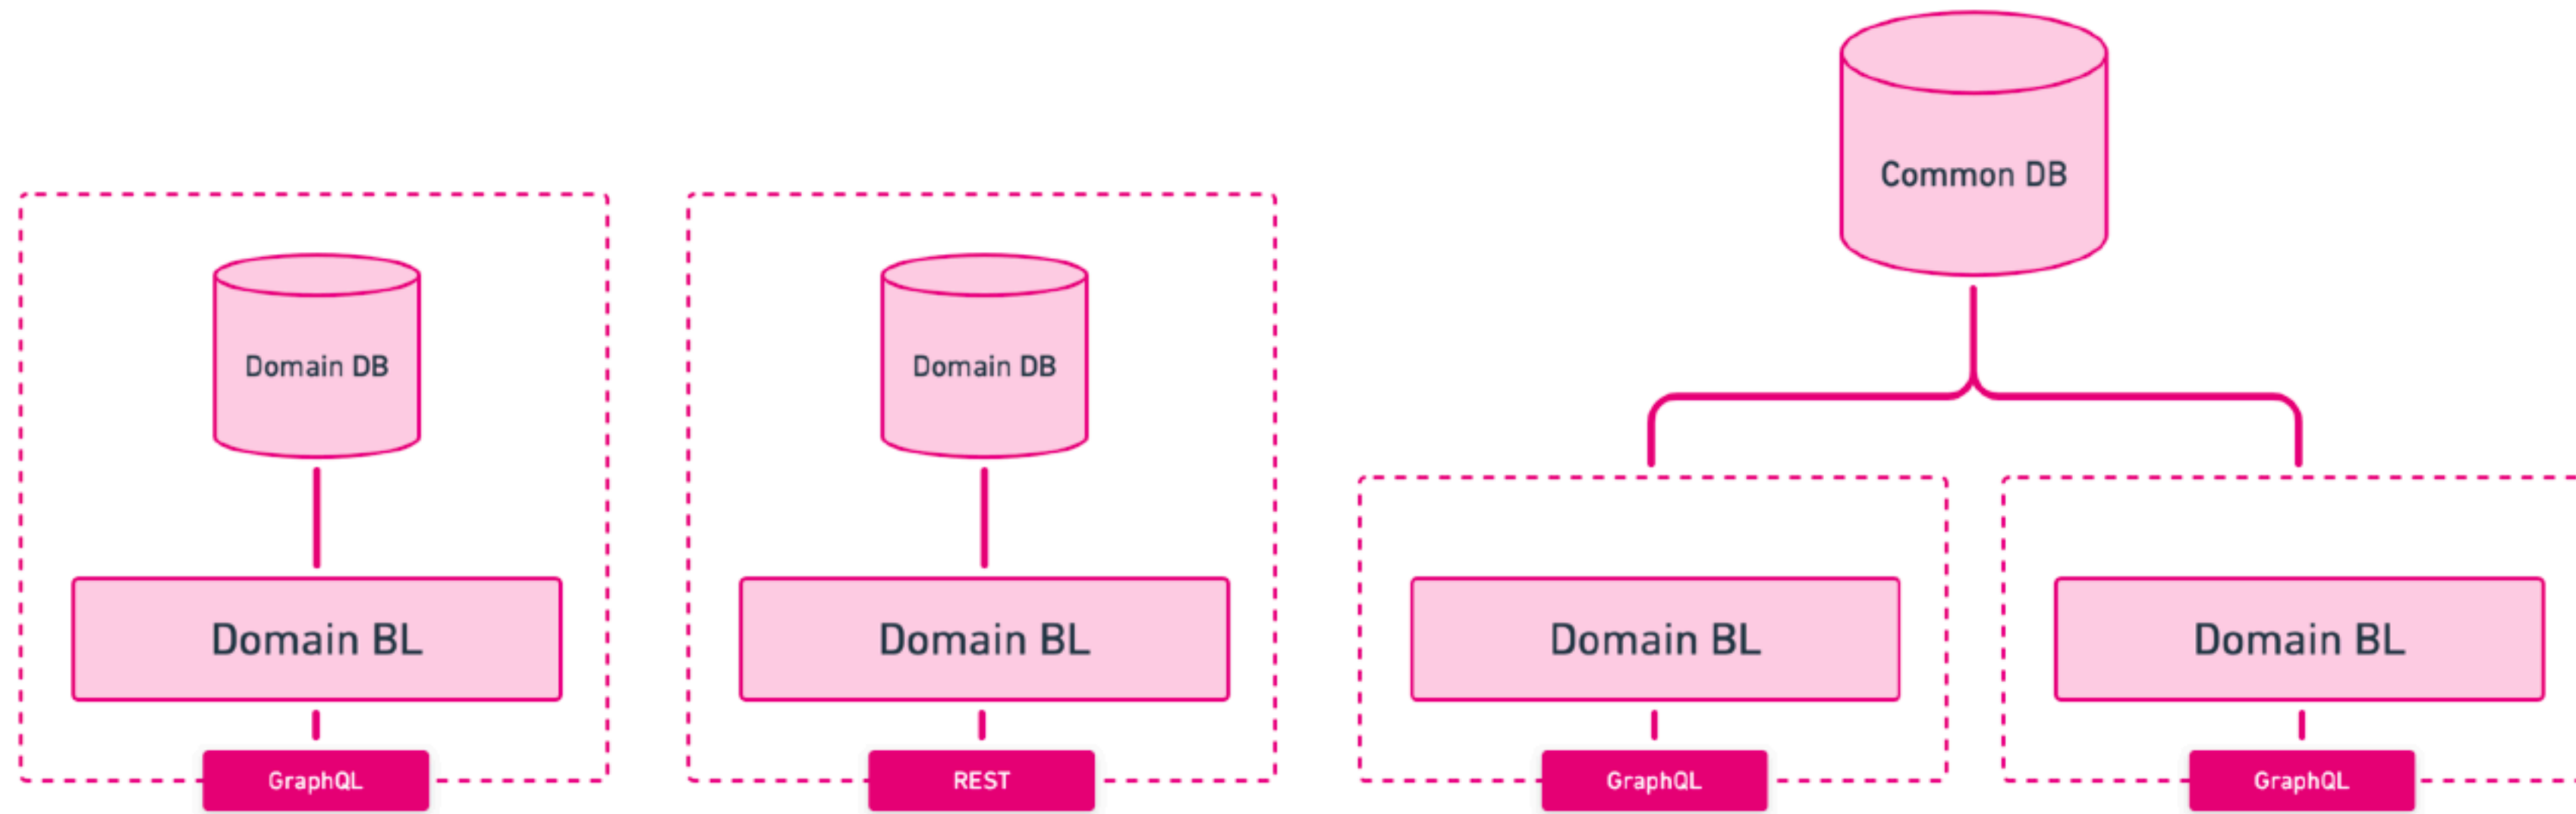 Common DB
Domain DB
Domain DB
Domain BL
Domain BL
Domain BL
Domain BL
GraphQL
REST
GraphQL
GraphQL